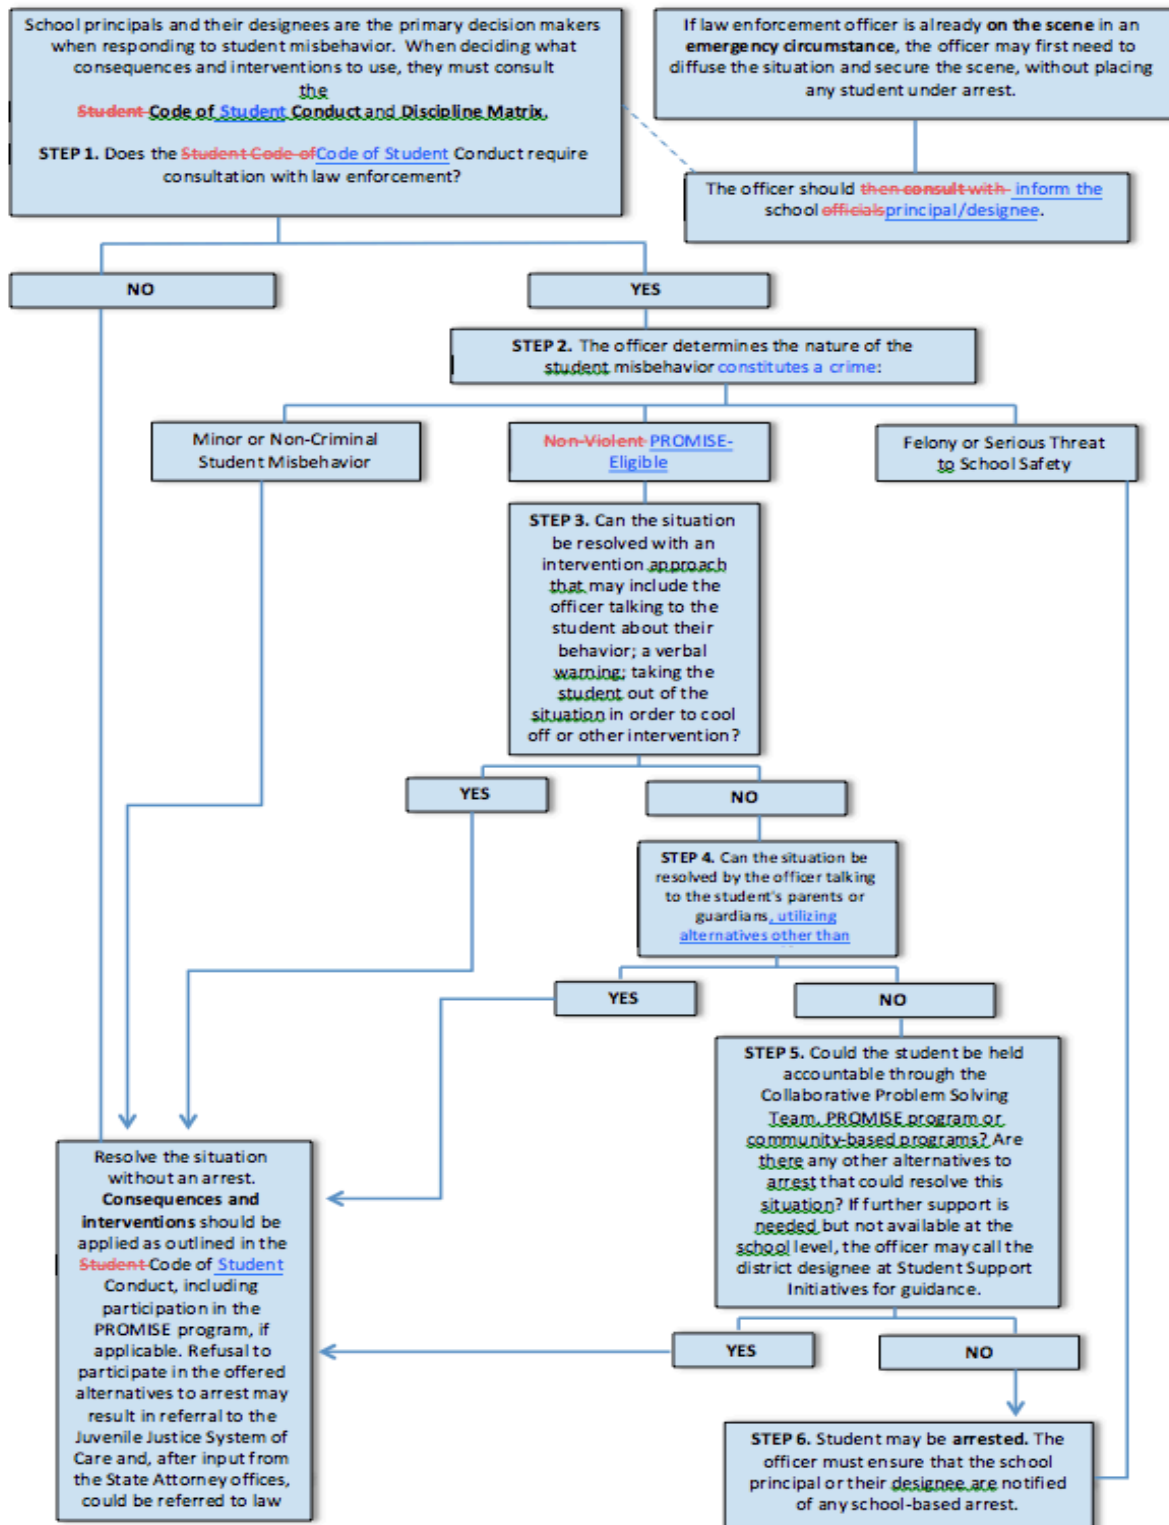 School principals and their designees are the primary decision makers
when responding to student misbehavior. When deciding what
consequences and interventions to use, they must consult
the
Student Code of Student Conduct and Discipline Matrix.
STEP 1. Does the Student Code of Code of Student Conduct require
consultation with law enforcement?
If law enforcement officer is already on the scene in an
emergency circumstance, the officer may first need to
diffuse the situation and secure the scene, without placing
any student under arrest.
The officer should then consult with inform the
school officials principal/designee.
NO
YES
STEP 2. The officer determines the nature of the
student misbehavior constitutes a crime:
Minor or Non-Criminal
Student Misbehavior
Non-Violent PROMISE-
Eligible
Felony or Serious Threat
to School Safety
STEP 3. Can the situation
be resolved with an
intervention approach
that may include the
officer talking to the
student about their
behavior; a verbal
warning; taking the
student out of the
situation in order to cool
off or other intervention?
YES
NO
STEP 4. Can the situation be
resolved by the officer talking
to the student's parents or
guardians, utilizing
alternatives other than
YES
NO
STEP 5. Could the student be held
accountable through the
Collaborative Problem Solving
Team, PROMISE program or
community-based programs? Are
there any other alternatives to
arrest that could resolve this
situation? If further support is
needed but not available at the
school level, the officer may call the
district designee at Student Support
Initiatives for guidance.
YES
NO
Resolve the situation
without an arrest.
Consequences and
interventions should be
applied as outlined in the
Student Code of Student
Conduct, including
participation in the
PROMISE program, if
applicable. Refusal to
participate in the offered
alternatives to arrest may
result in referral to the
Juvenile Justice System of
Care and, after input from
the State Attorney offices,
could be referred to law
STEP 6. Student may be arrested. The
officer must ensure that the school
principal or their designee are notified
of any school-based arrest.